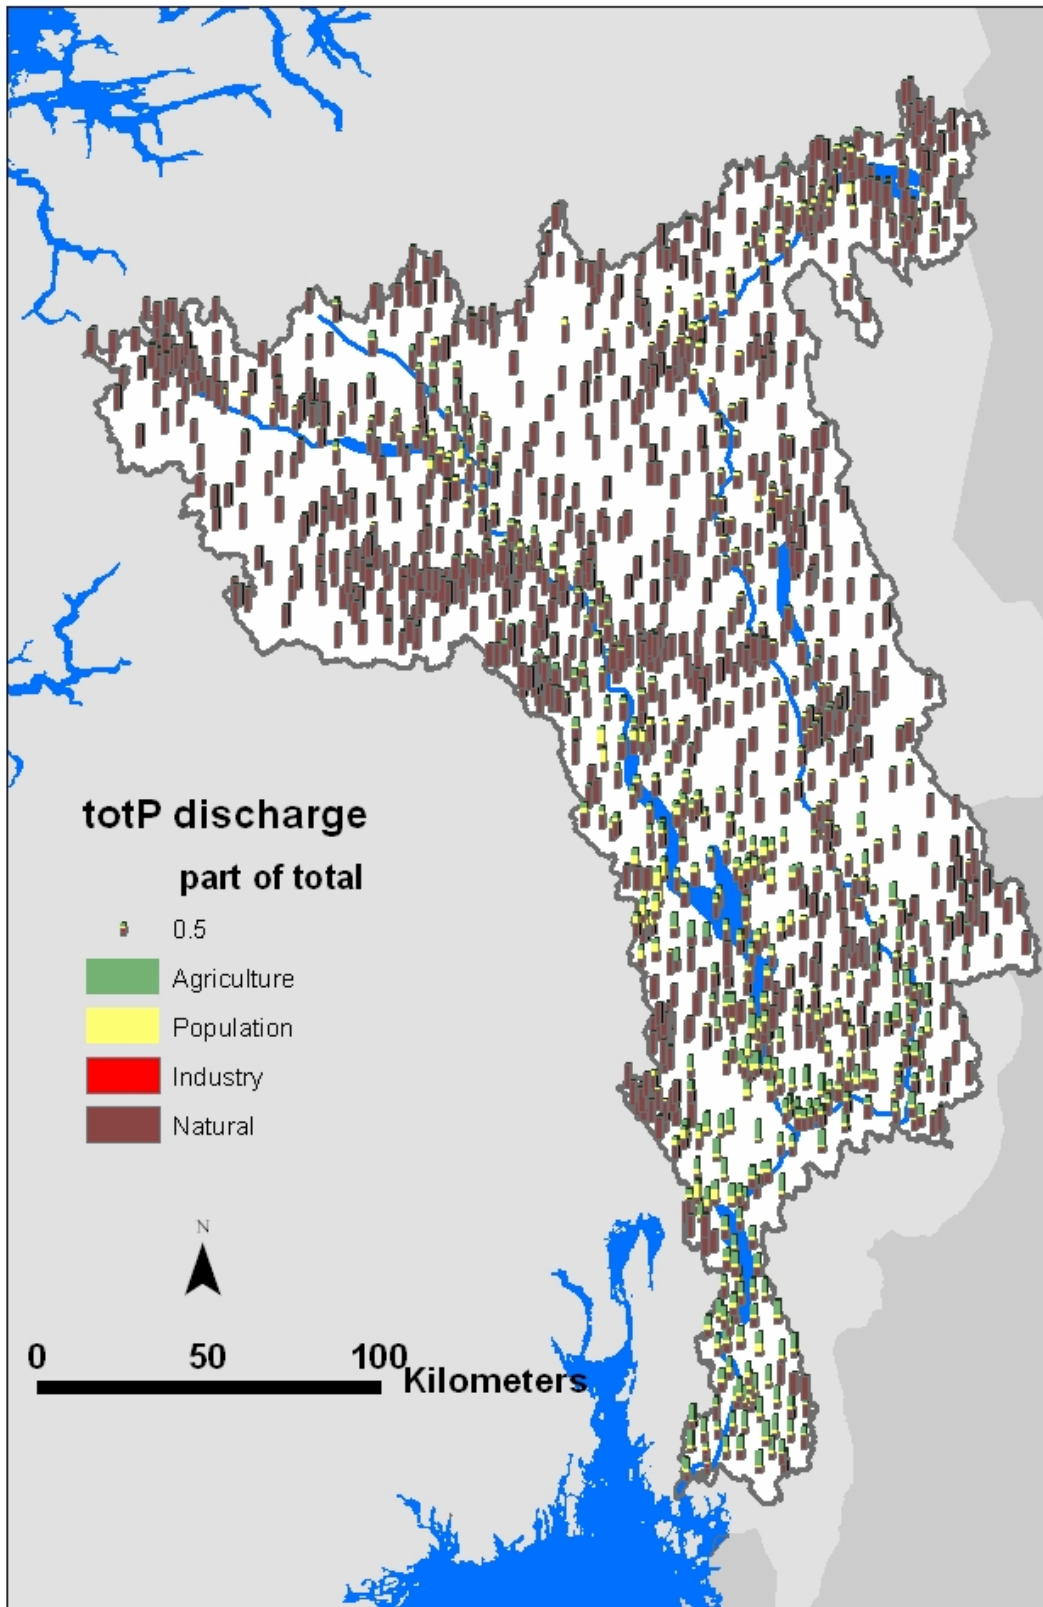 totP discharge
part of total
0.5
Agriculture
Population
Industry
Natural
N
0 50 100
Kilometers